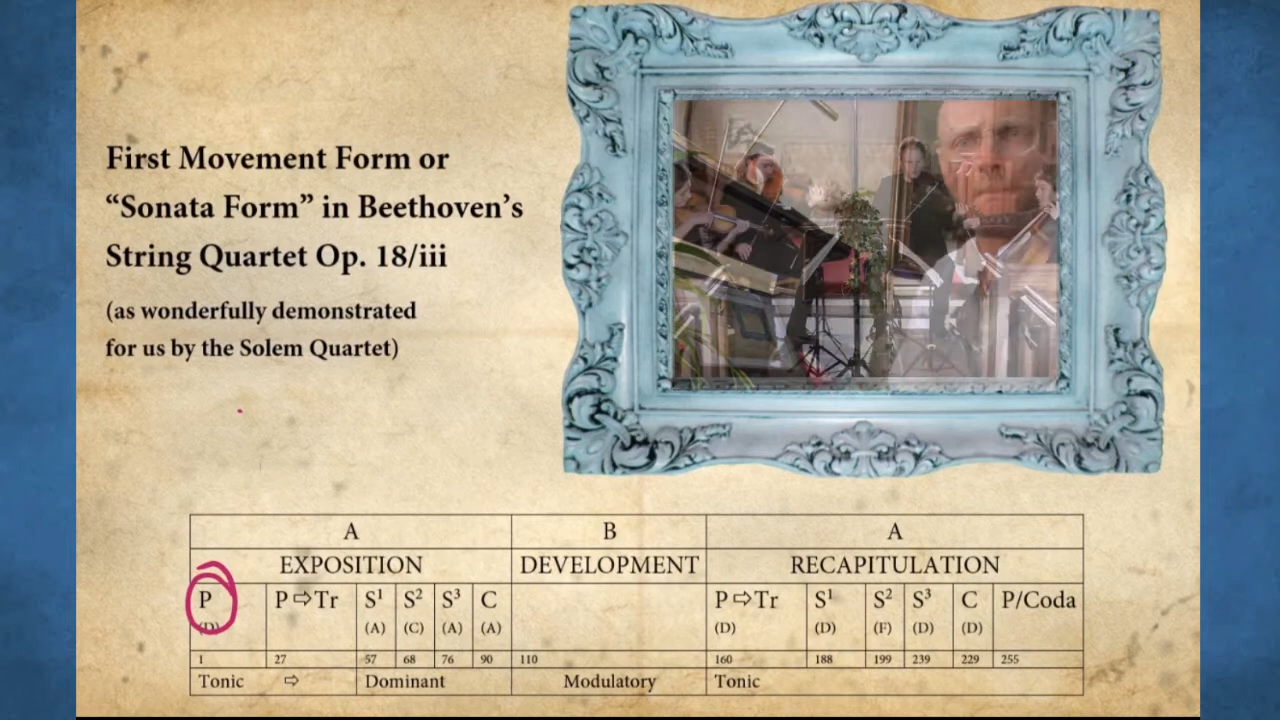 First Movement Form or
“Sonata Form” in Beethoven’s
String Quartet Op. 18/iii
(as wonderfully demonstrated
for us by the Solem Quartet)
A B A
EXPOSITION DEVELOPMENT RECAPITULATION
P P⇨Tr S¹ S² S³ C P⇨Tr S¹ S² S³ C P/Coda
(D) (A) (C) (A) (A) (D) (D) (F) (D) (D)
1 27 57 68 76 90 110 160 188 199 239 229 255
Tonic ⇨ Dominant Modulatory Tonic